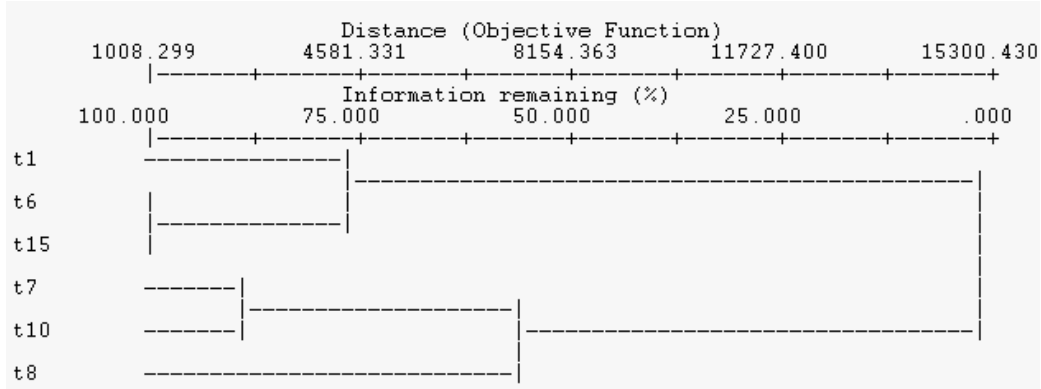 Distance (Objective Function)
1008.299 4581.331 8154.363 11727.400 15300.430
Information remaining (%)
100.000 75.000 50.000 25.000 .000
t1
t6
t15
t7
t10
t8